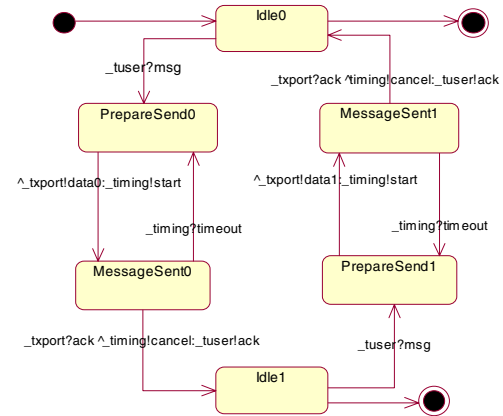 Idle0
_tuser?msg
_txport?ack ^timing!cancel:_tuser!ack
PrepareSend0
MessageSent1
^_txport!data0:_timing!start
^_txport!data1:_timing!start
_timing?timeout
_timing?timeout
MessageSent0
PrepareSend1
_txport?ack ^_timing!cancel:_tuser!ack
_tuser?msg
Idle1